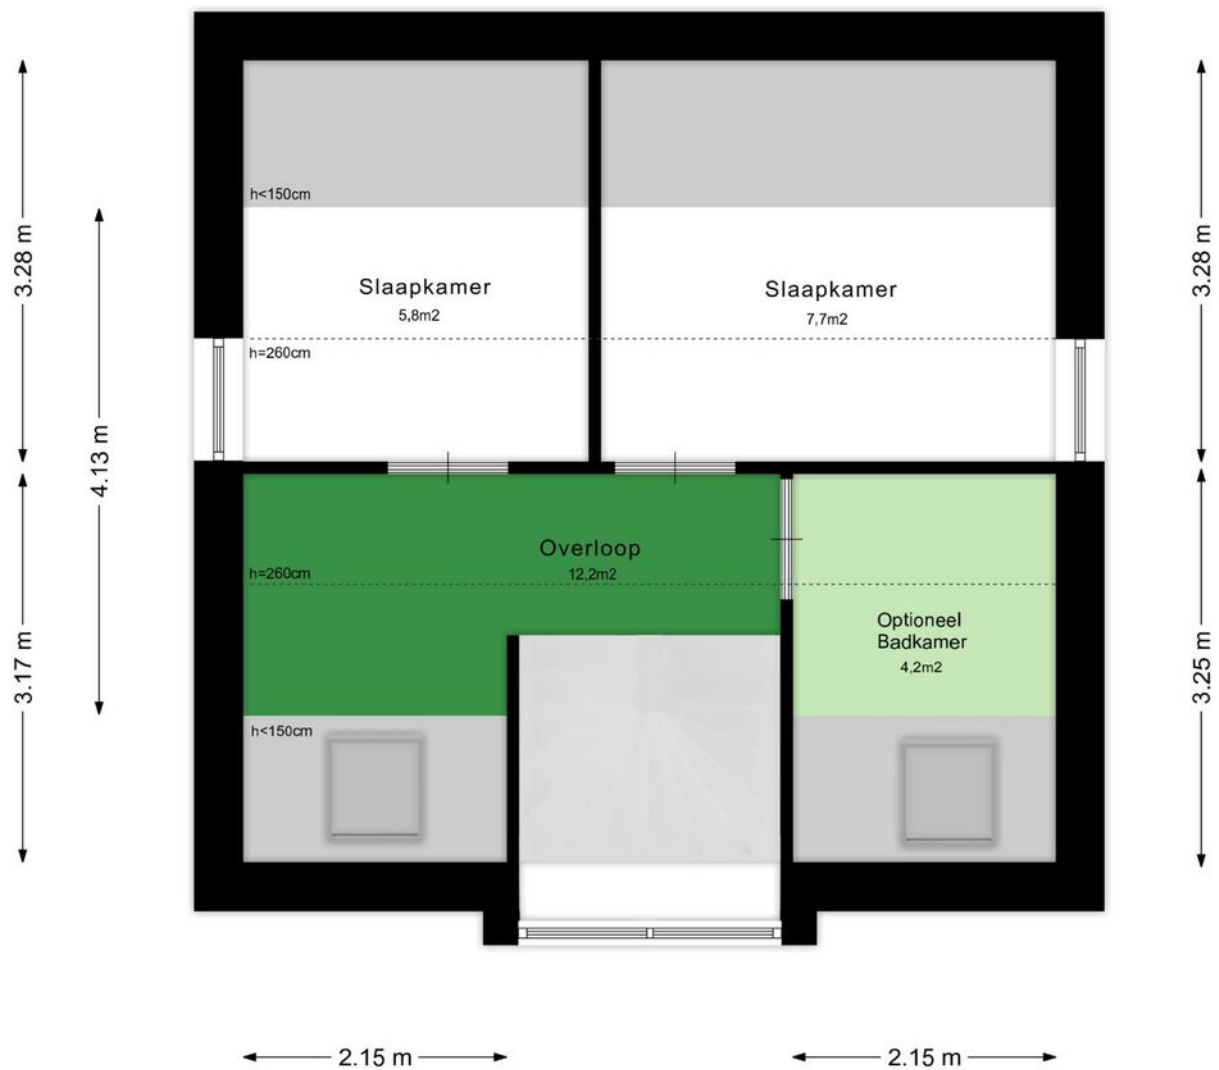 h<150cm
3.28 m
3.28 m
Slaapkamer
5,8m2
Slaapkamer
7,7m2
h=260cm
4.13 m
Overloop
12,2m2
h=260cm
Optioneel
Badkamer
4,2m2
3.17 m
3.25 m
h<150cm
2.15 m
2.15 m